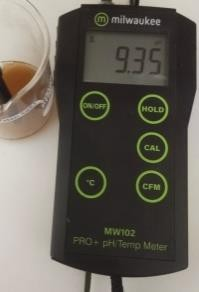 m milwaukee
9.35
ON/OFF
HOLD
CAL
°C
CFM
MW102
PRO+ pH/Temp Meter